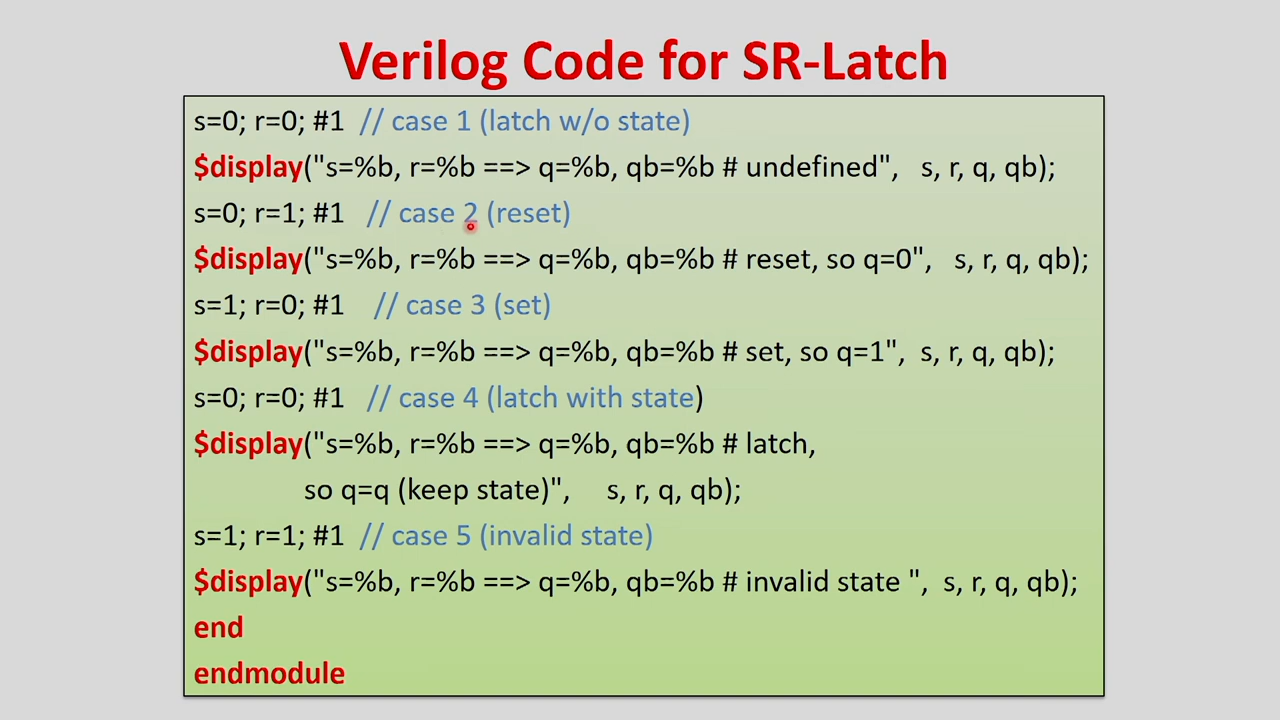 Verilog Code for SR-Latch
s=0; r=0; #1 // case 1 (latch w/o state)
$display("s=%b, r=%b ==> q=%b, qb=%b # undefined", s, r, q, qb);
s=0; r=1; #1 // case 2 (reset)
$display("s=%b, r=%b ==> q=%b, qb=%b # reset, so q=0", s, r, q, qb);
s=1; r=0; #1 // case 3 (set)
$display("s=%b, r=%b ==> q=%b, qb=%b # set, so q=1", s, r, q, qb);
s=0; r=0; #1 // case 4 (latch with state)
$display("s=%b, r=%b ==> q=%b, qb=%b # latch,
so q=q (keep state)", s, r, q, qb);
s=1; r=1; #1 // case 5 (invalid state)
$display("s=%b, r=%b ==> q=%b, qb=%b # invalid state ", s, r, q, qb);
end
endmodule